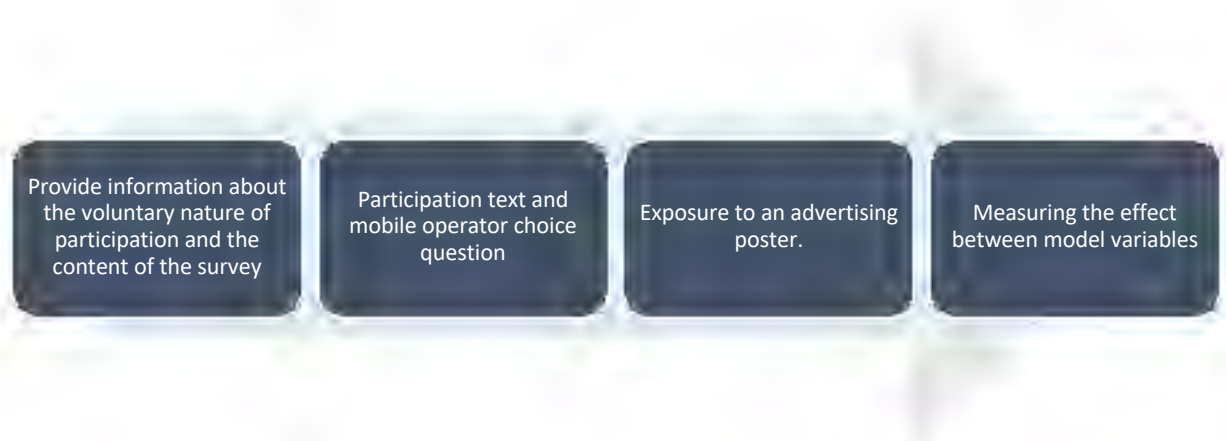 Provide information about
the voluntary nature of
participation and the
content of the survey
Participation text and
mobile operator choice
question
Exposure to an advertising
poster.
Measuring the effect
between model variables